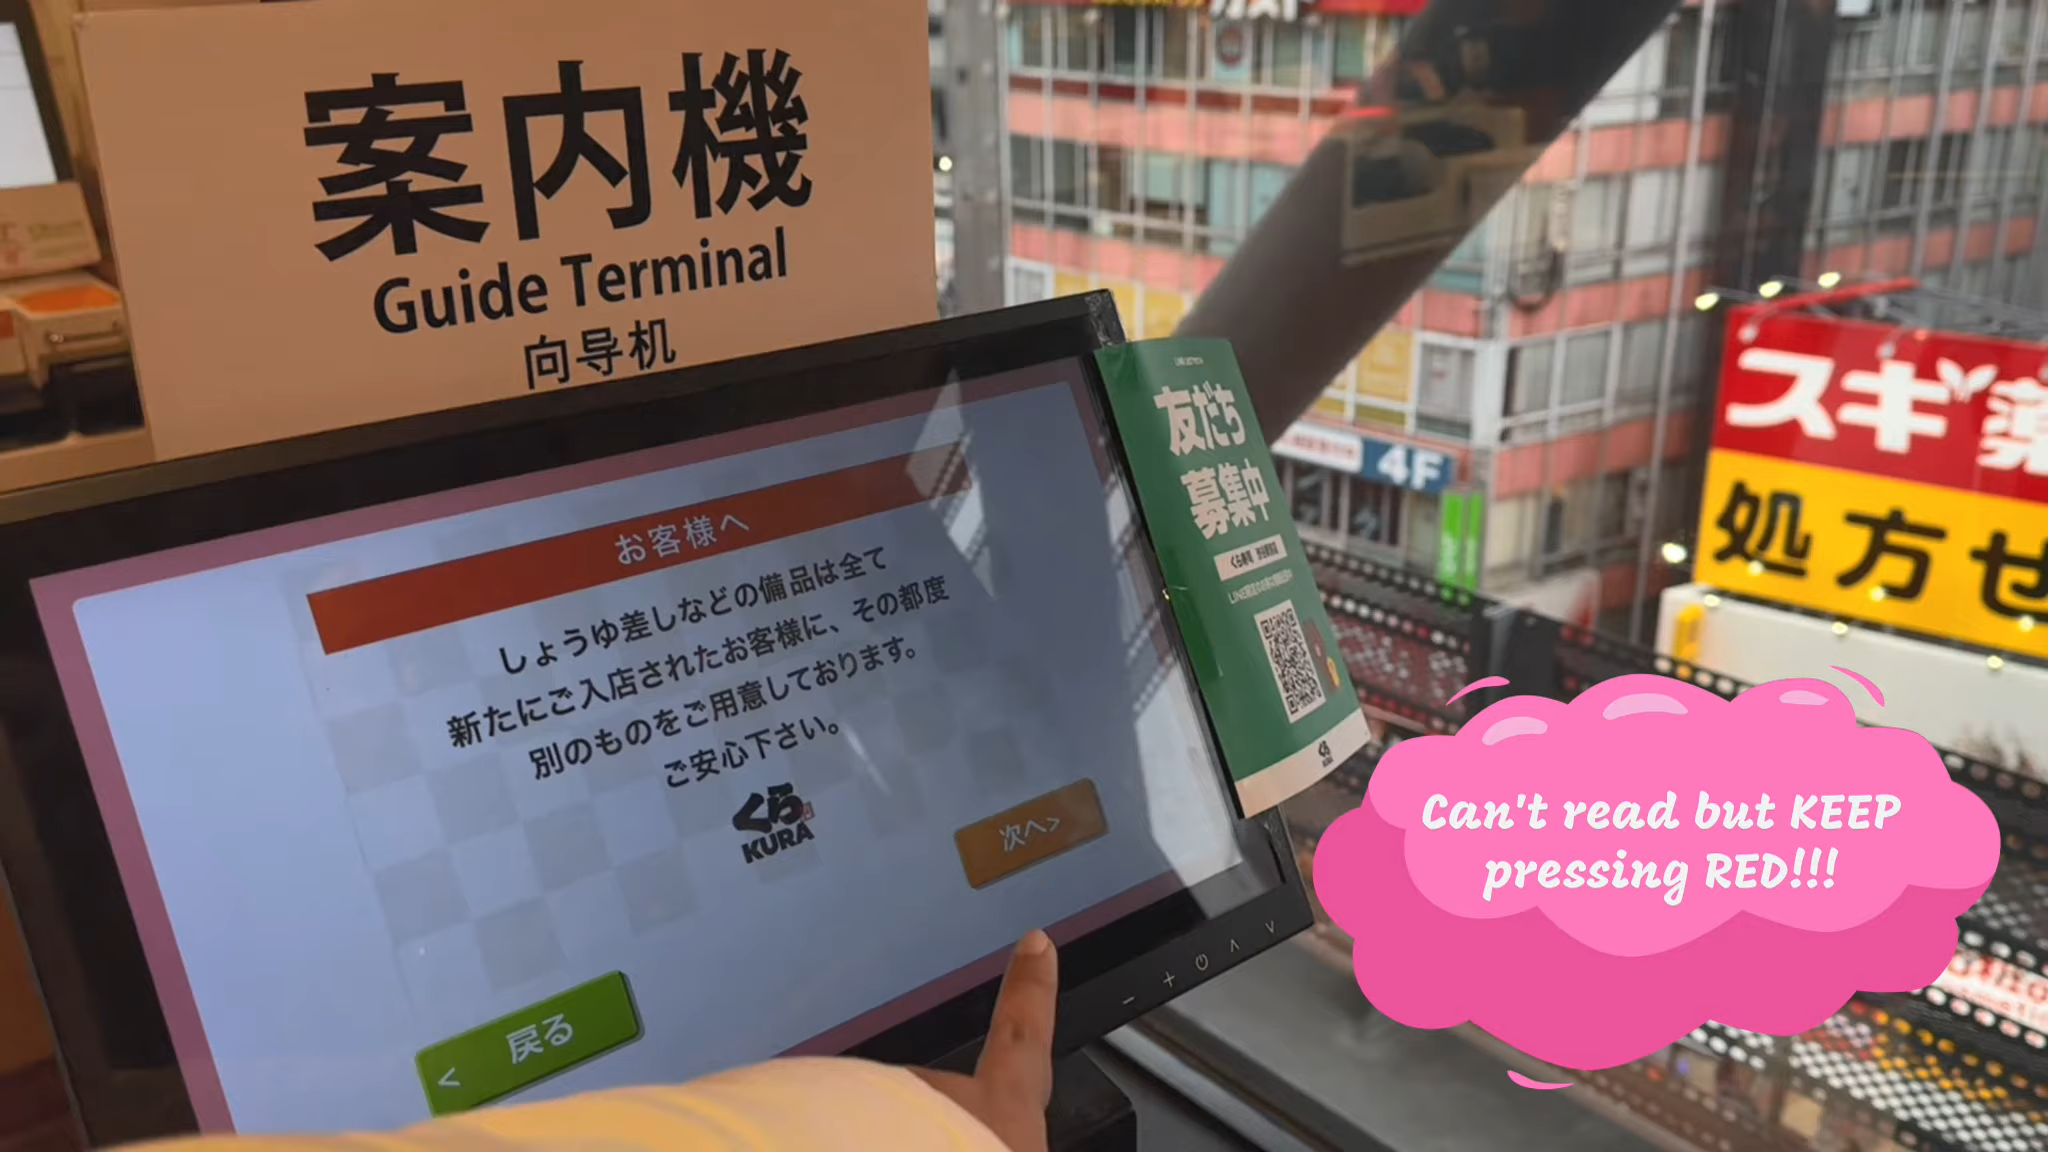 案内機
Guide Terminal
向导机
お客様へ
しょうゆ差しなどの備品は全て
新たにご入店されたお客様に、その都度
別のものをご用意しております。
ご安心下さい。
くら
KURA
次へ>
< 戻る
友だち
募集中
くら
KURA
4F
スギ薬
処方せ
Can't read but KEEP
pressing RED!!!